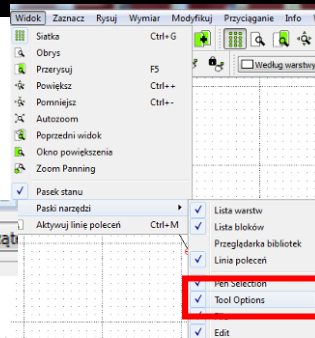 Widok Zaznacz Rysuj Wymiar Modyfikuj Przyciąganie Info
Siatka Ctrl+G
Obrys
Przerysuj F5
Powiększ Ctrl++
Pomniejsz Ctrl+-
Autozoom
Poprzedni widok
Okno powiększenia
Zoom Panning
Pasek stanu
Paski narzędzi
Aktywuj linię poleceń Ctrl+M
Według warstwy
Lista warstw
Lista bloków
Przeglądarka bibliotek
Linia poleceń
Pen Selection
Tool Options
Edit